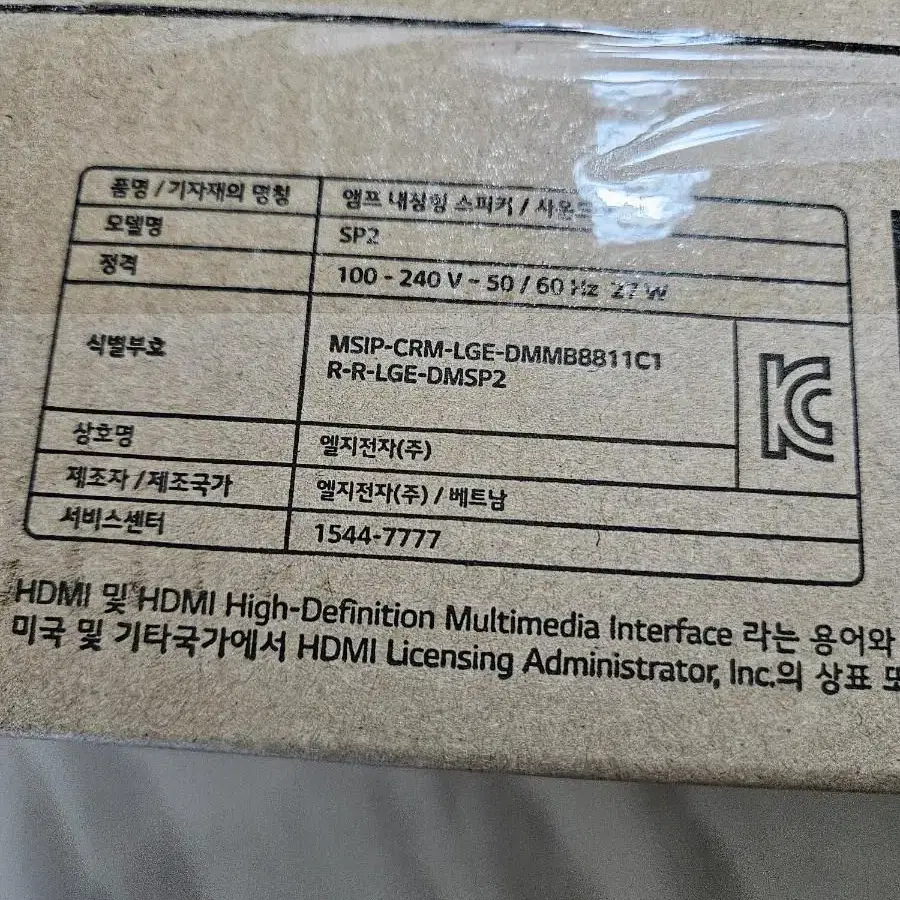 품명 / 기자재의 명칭 앰프 내장형 스피커 / 사운드
모델명 SP2
정격 100 - 240 V ~ 50 / 60 Hz 27 W
식별부호 MSIP-CRM-LGE-DMMB8811C1
R-R-LGE-DMSP2
상호명 엘지전자(주)
제조자 /제조국가 엘지전자(주) / 베트남
서비스센터 1544-7777
HDMI 및 HDMI High-Definition Multimedia Interface 라는 용어와
미국 및 기타국가에서 HDMI Licensing Administrator, Inc.의 상표 또